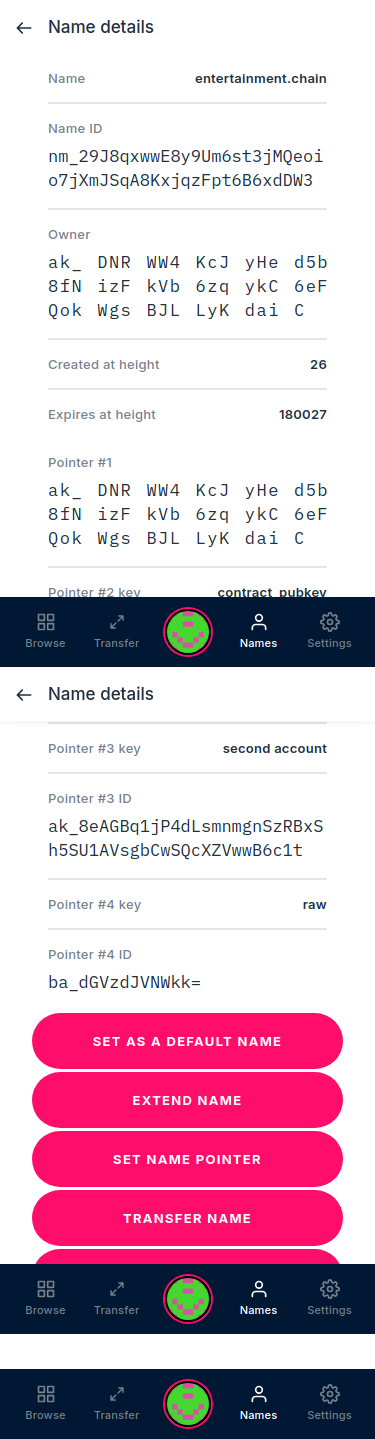 Name details
Name entertainment.chain
Name ID
nm_29J8qxwwE8y9Um6st3jMQeoi
o7jXmJSqA8KxjqzFpt6B6xdDW3
Owner
ak_ DNR WW4 KcJ yHe d5b
8fN izF kVb 6zq ykC 6eF
Qok Wgs BJL LyK dai C
Created at height 26
Expires at height 180027
Pointer #1
ak_ DNR WW4 KcJ yHe d5b
8fN izF kVb 6zq ykC 6eF
Qok Wgs BJL LyK dai C
Pointer #2 key contract_pubkey
Browse Transfer Names Settings
Name details
Pointer #3 key second account
Pointer #3 ID
ak_8eAGBq1jP4dLsmnmgnSzRBxS
h5SU1AVsgbCwSQcXZVwwB6c1t
Pointer #4 key raw
Pointer #4 ID
ba_dGVzdJVNWkk=
SET AS A DEFAULT NAME
EXTEND NAME
SET NAME POINTER
TRANSFER NAME
Browse Transfer Names Settings
Browse Transfer Names Settings